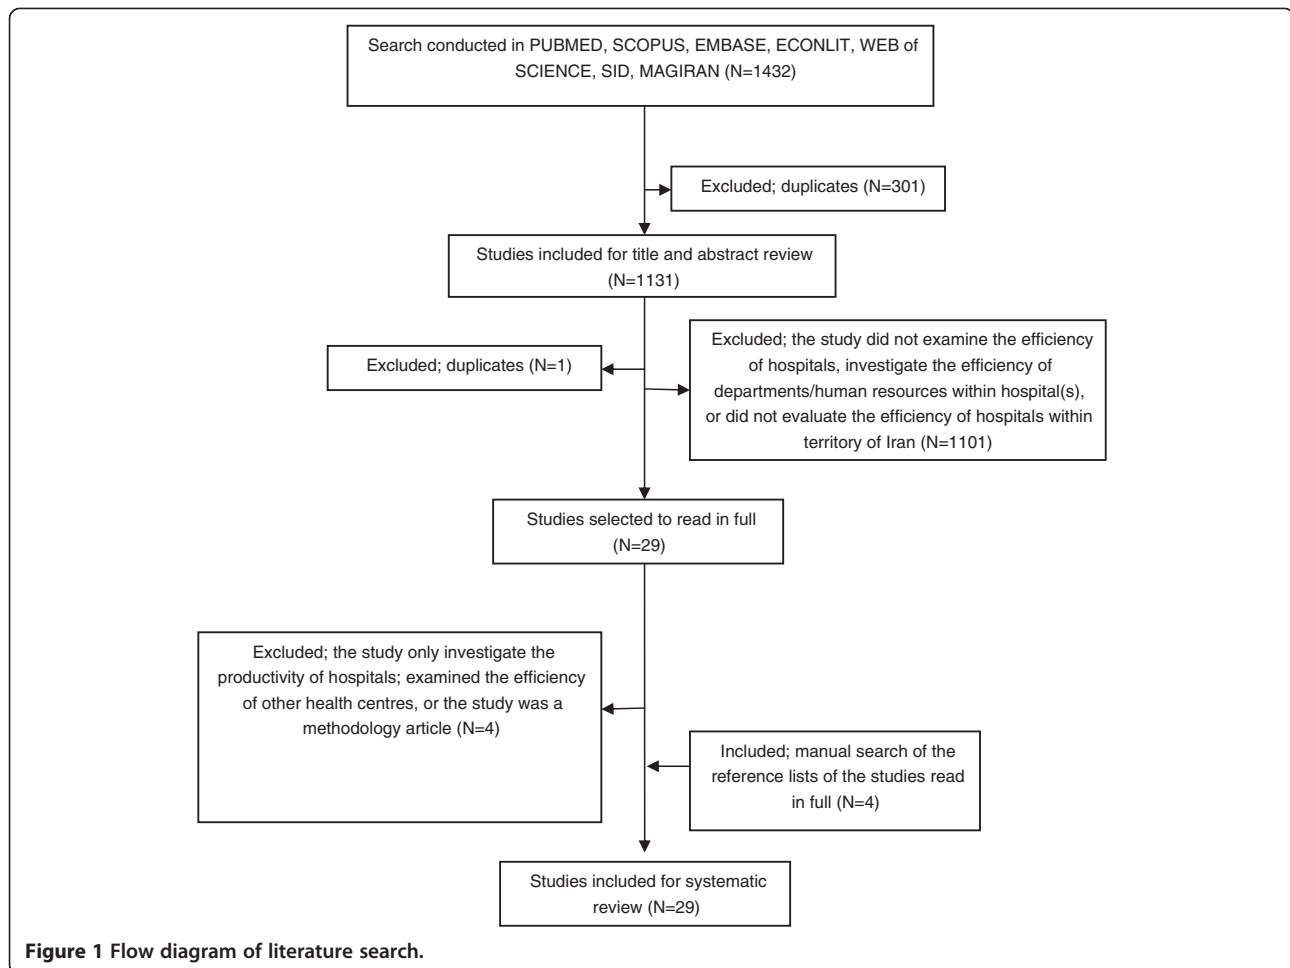 Search conducted in PUBMED, SCOPUS, EMBASE, ECONLIT, WEB of
SCIENCE, SID, MAGIRAN (N=1432)
Excluded; duplicates (N=301)
Studies included for title and abstract review
(N=1131)
Excluded; duplicates (N=1)
Excluded; the study did not examine the efficiency
of hospitals, investigate the efficiency of
departments/human resources within hospital(s),
or did not evaluate the efficiency of hospitals within
territory of Iran (N=1101)
Studies selected to read in full
(N=29)
Excluded; the study only investigate the
productivity of hospitals; examined the efficiency
of other health centres, or the study was a
methodology article (N=4)
Included; manual search of the
reference lists of the studies read
in full (N=4)
Studies included for systematic
review (N=29)
Figure 1 Flow diagram of literature search.